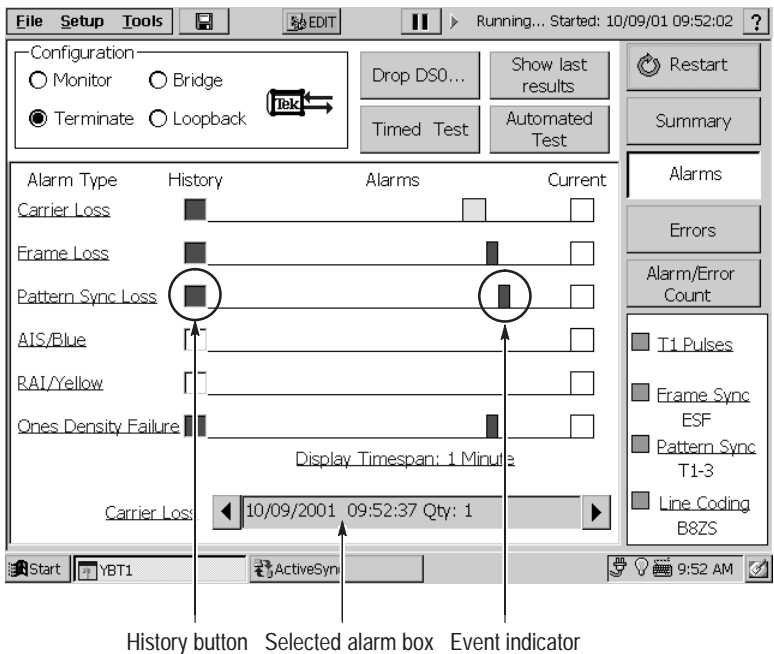 File Setup Tools EDIT Running... Started: 10/09/01 09:52:02 ?
Configuration
Monitor Bridge
Terminate Loopback
Tek
Drop DS0... Show last results
Timed Test Automated Test
Restart
Summary
Alarms
Errors
Alarm/Error Count
Alarm Type History Alarms Current
Carrier Loss
Frame Loss
Pattern Sync Loss
AIS/Blue
RAI/Yellow
Ones Density Failure
Display Timespan: 1 Minute
Carrier Loss 10/09/2001 09:52:37 Qty: 1
T1 Pulses
Frame Sync
ESF
Pattern Sync
T1-3
Line Coding
B8ZS
Start YBT1 ActiveSync 9:52 AM
History button Selected alarm box Event indicator